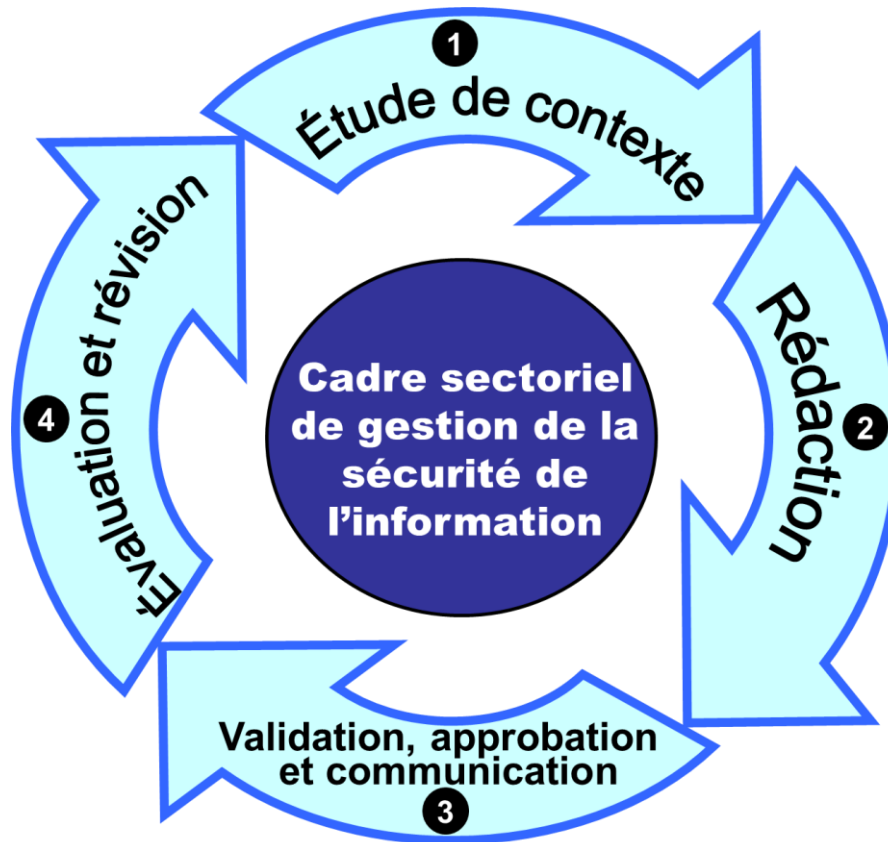 1
Étude de contexte
Rédaction
2
Validation, approbation
et communication
3
Évaluation et révision
4
Cadre sectoriel
de gestion de la
sécurité de
l’information